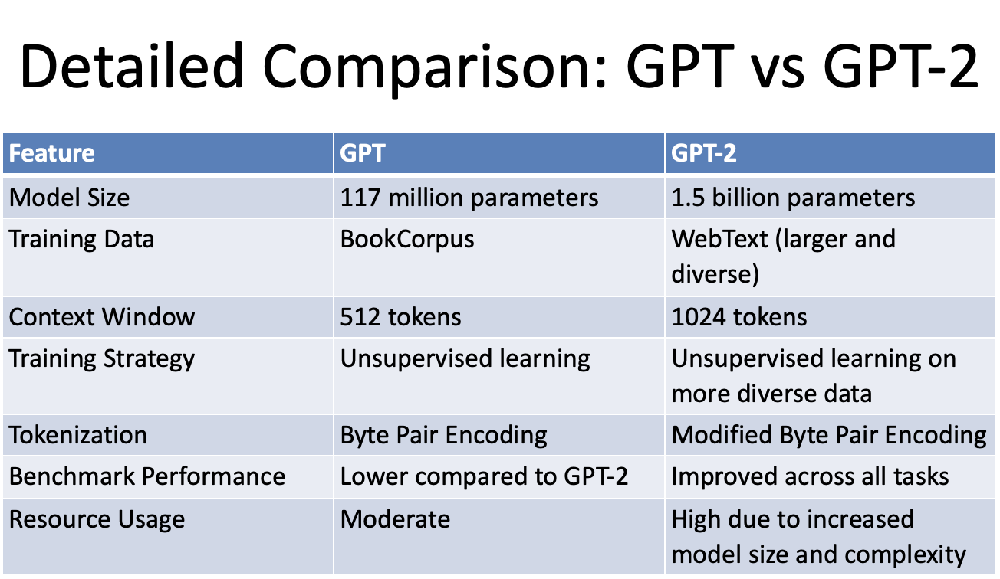 Detailed Comparison: GPT vs GPT-2
Feature GPT GPT-2
Model Size 117 million parameters 1.5 billion parameters
Training Data BookCorpus WebText (larger and
diverse)
Context Window 512 tokens 1024 tokens
Training Strategy Unsupervised learning Unsupervised learning on
more diverse data
Tokenization Byte Pair Encoding Modified Byte Pair Encoding
Benchmark Performance Lower compared to GPT-2 Improved across all tasks
Resource Usage Moderate High due to increased
model size and complexity